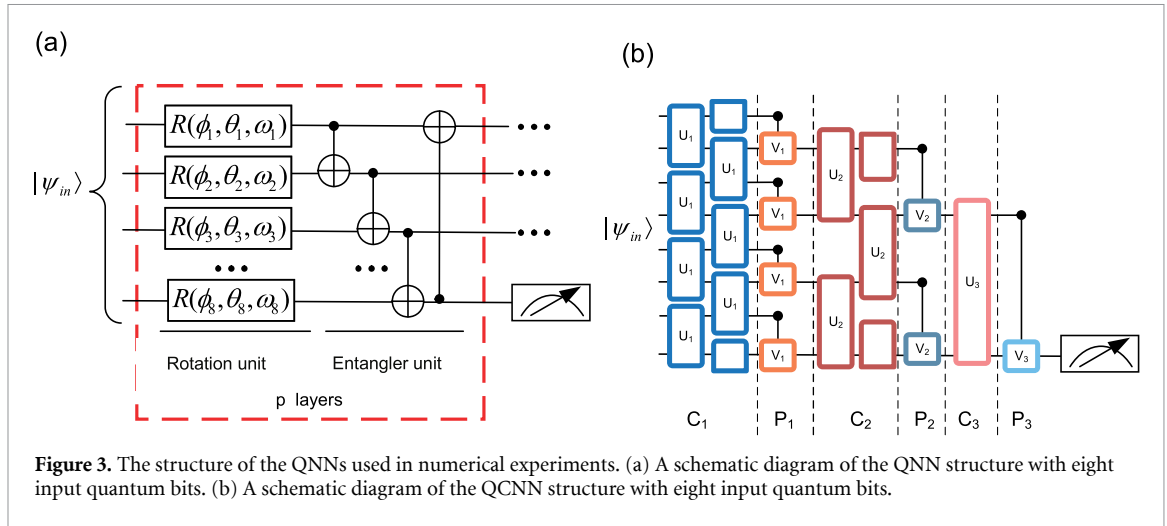 (a)
|ψin⟩
R(ϕ1,θ1,ω1)
R(ϕ2,θ2,ω2)
R(ϕ3,θ3,ω3)
•••
R(ϕ8,θ8,ω8)
•••
•••
•••
•••
Rotation unit
Entangler unit
p layers
(b)
|ψin⟩
U1
U1
U1
U1
U1
U1
U1
V1
V1
V1
V1
U2
U2
U2
V2
V2
U3
V3
C1
P1
C2
P2
C3
P3
Figure 3. The structure of the QNNs used in numerical experiments. (a) A schematic diagram of the QNN structure with eight
input quantum bits. (b) A schematic diagram of the QCNN structure with eight input quantum bits.